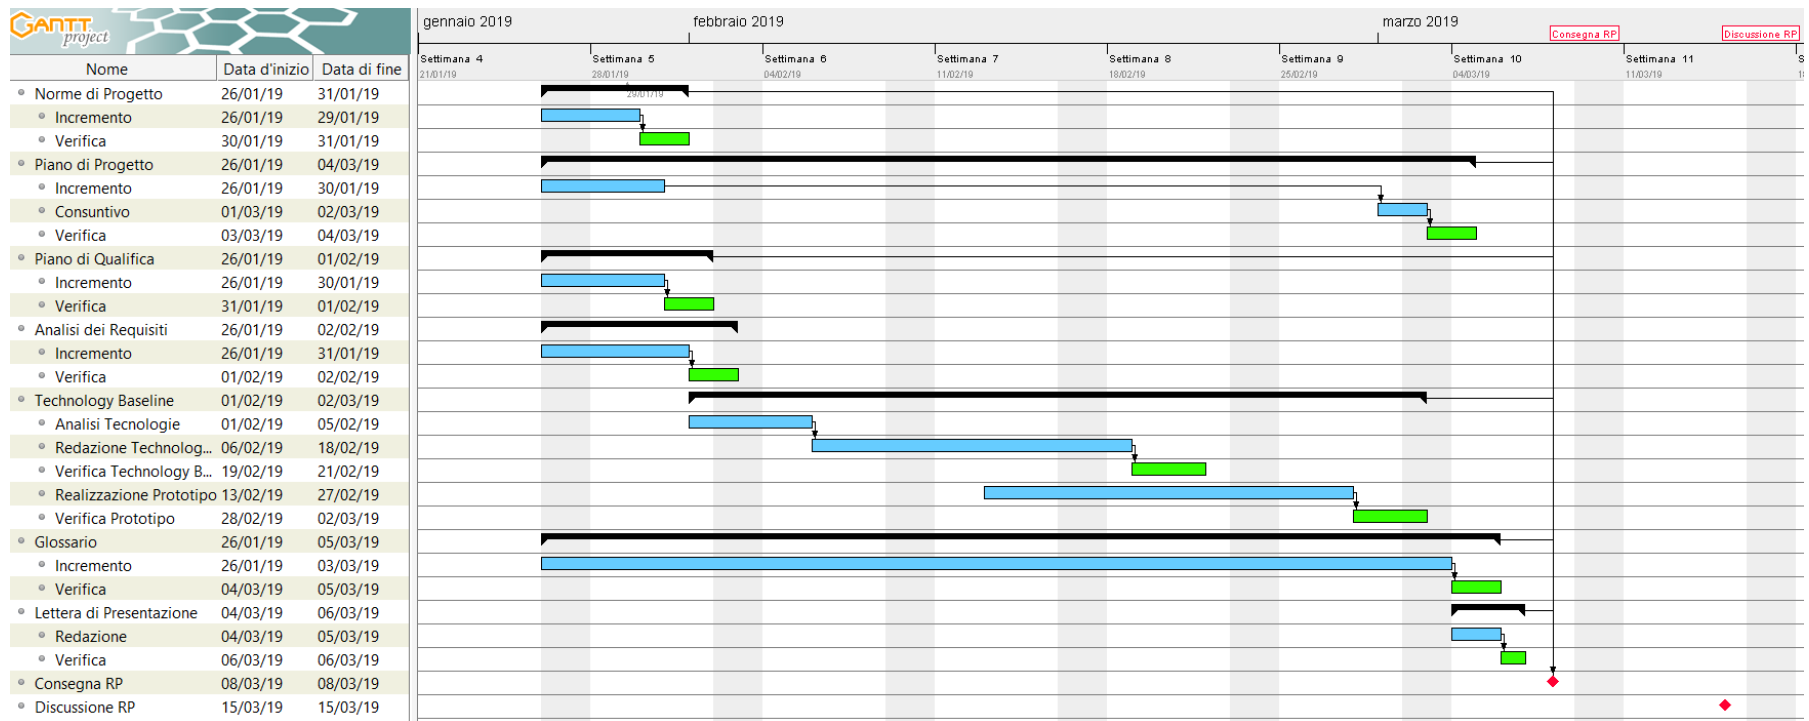 GANTT project
gennaio 2019 febbraio 2019 marzo 2019
Consegna RP Discussione RP
Settimana 4 Settimana 5 Settimana 6 Settimana 7 Settimana 8 Settimana 9 Settimana 10 Settimana 11
21/01/19 28/01/19 04/02/19 11/02/19 18/02/19 25/02/19 04/03/19 11/03/19
Nome Data d'inizio Data di fine
29/01/19
Norme di Progetto 26/01/19 31/01/19
Incremento 26/01/19 29/01/19
Verifica 30/01/19 31/01/19
Piano di Progetto 26/01/19 04/03/19
Incremento 26/01/19 30/01/19
Consuntivo 01/03/19 02/03/19
Verifica 03/03/19 04/03/19
Piano di Qualifica 26/01/19 01/02/19
Incremento 26/01/19 30/01/19
Verifica 31/01/19 01/02/19
Analisi dei Requisiti 26/01/19 02/02/19
Incremento 26/01/19 31/01/19
Verifica 01/02/19 02/02/19
Technology Baseline 01/02/19 02/03/19
Analisi Tecnologie 01/02/19 05/02/19
Redazione Technolog... 06/02/19 18/02/19
Verifica Technology B... 19/02/19 21/02/19
Realizzazione Prototipo 13/02/19 27/02/19
Verifica Prototipo 28/02/19 02/03/19
Glossario 26/01/19 05/03/19
Incremento 26/01/19 03/03/19
Verifica 04/03/19 05/03/19
Lettera di Presentazione 04/03/19 06/03/19
Redazione 04/03/19 05/03/19
Verifica 06/03/19 06/03/19
Consegna RP 08/03/19 08/03/19
Discussione RP 15/03/19 15/03/19